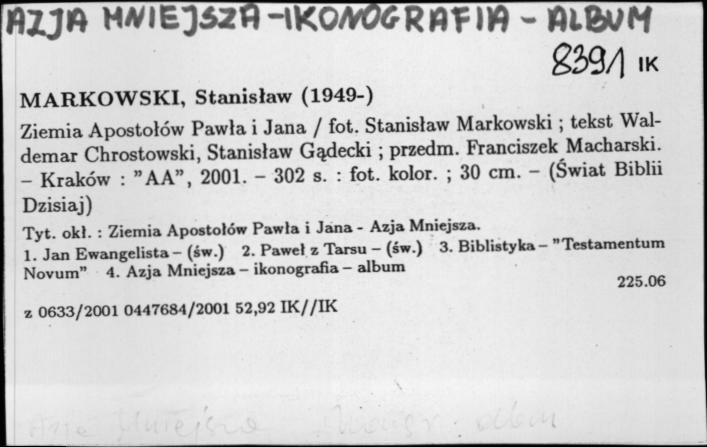 AZJA MNIEJSZA - IKONOGRAFIA - ALBUM
8391 IK
MARKOWSKI, Stanisław (1949-)
Ziemia Apostołów Pawła i Jana / fot. Stanisław Markowski ; tekst Wal-
demar Chrostowski, Stanisław Gądecki ; przedm. Franciszek Macharski.
– Kraków : "AA", 2001. – 302 s. : fot. kolor. ; 30 cm. – (Świat Biblii
Dzisiaj)
Tyt. okł. : Ziemia Apostołów Pawła i Jana - Azja Mniejsza.
1. Jan Ewangelista – (św.) 2. Paweł z Tarsu – (św.) 3. Biblistyka – "Testamentum
Novum" 4. Azja Mniejsza – ikonografia – album
225.06
z 0633/2001 0447684/2001 52,92 IK//IK
Mniejsza album